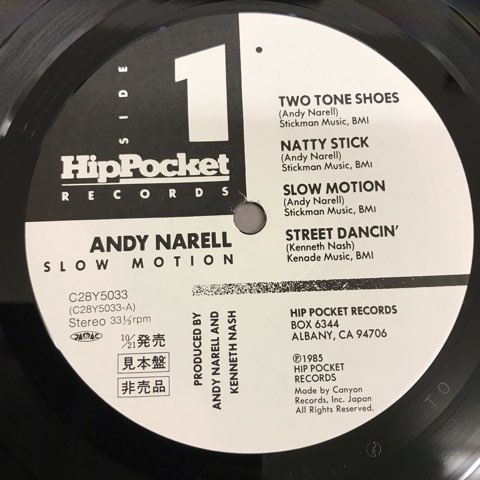 SIDE
1
HipPocket
RECORDS
ANDY NARELL
SLOW MOTION
C28Y5033
(C28Y5033-A)
Stereo 33⅓rpm
10/21発売
見本盤
非売品
PRODUCED BY
ANDY NARELL AND
KENNETH NASH
TWO TONE SHOES
(Andy Narell)
Stickman Music, BMI
NATTY STICK
(Andy Narell)
Stickman Music, BMI
SLOW MOTION
(Andy Narell)
Stickman Music, BMI
STREET DANCIN'
(Kenneth Nash)
Kenade Music, BMI
HIP POCKET RECORDS
BOX 6344
ALBANY, CA 94706
Ⓟ1985
HIP POCKET
RECORDS
Made by Canyon
Records, Inc. Japan
All Rights Reserved.
T O